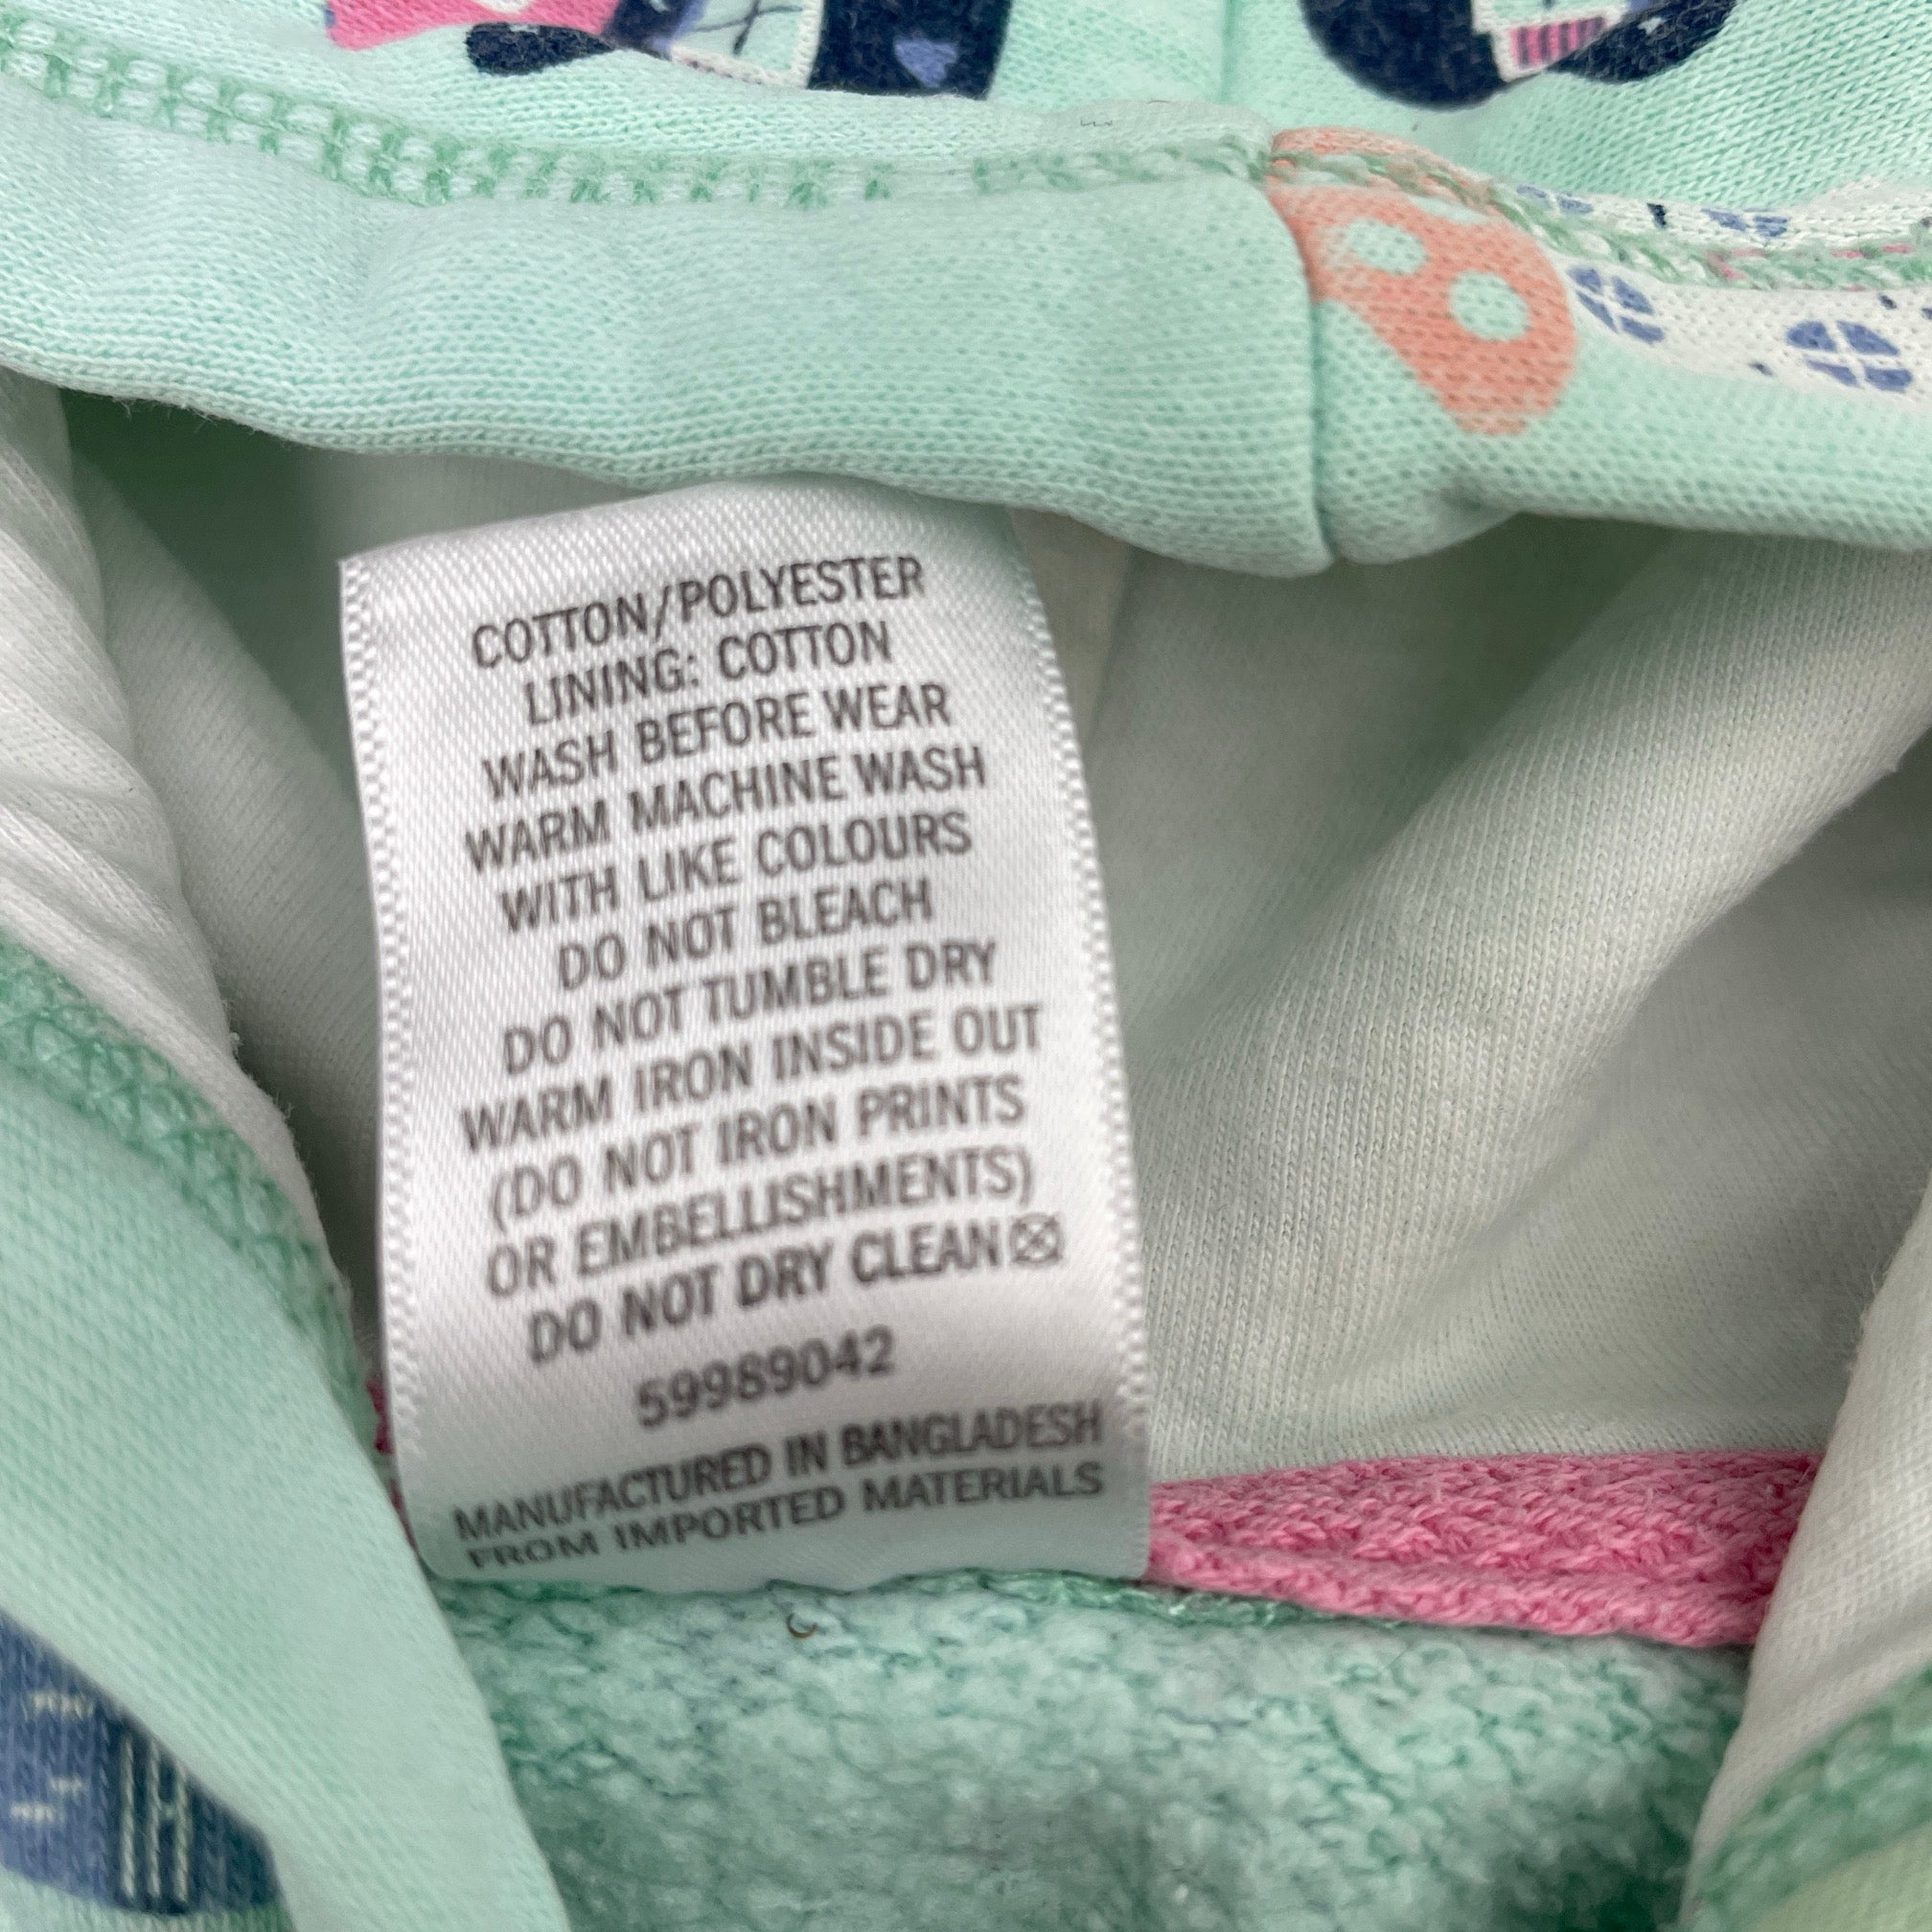 COTTON/POLYESTER
LINING: COTTON
WASH BEFORE WEAR
WARM MACHINE WASH
WITH LIKE COLOURS
DO NOT BLEACH
DO NOT TUMBLE DRY
WARM IRON INSIDE OUT
(DO NOT IRON PRINTS
OR EMBELLISHMENTS)
DO NOT DRY CLEAN
59989042
MANUFACTURED IN BANGLADESH
FROM IMPORTED MATERIALS